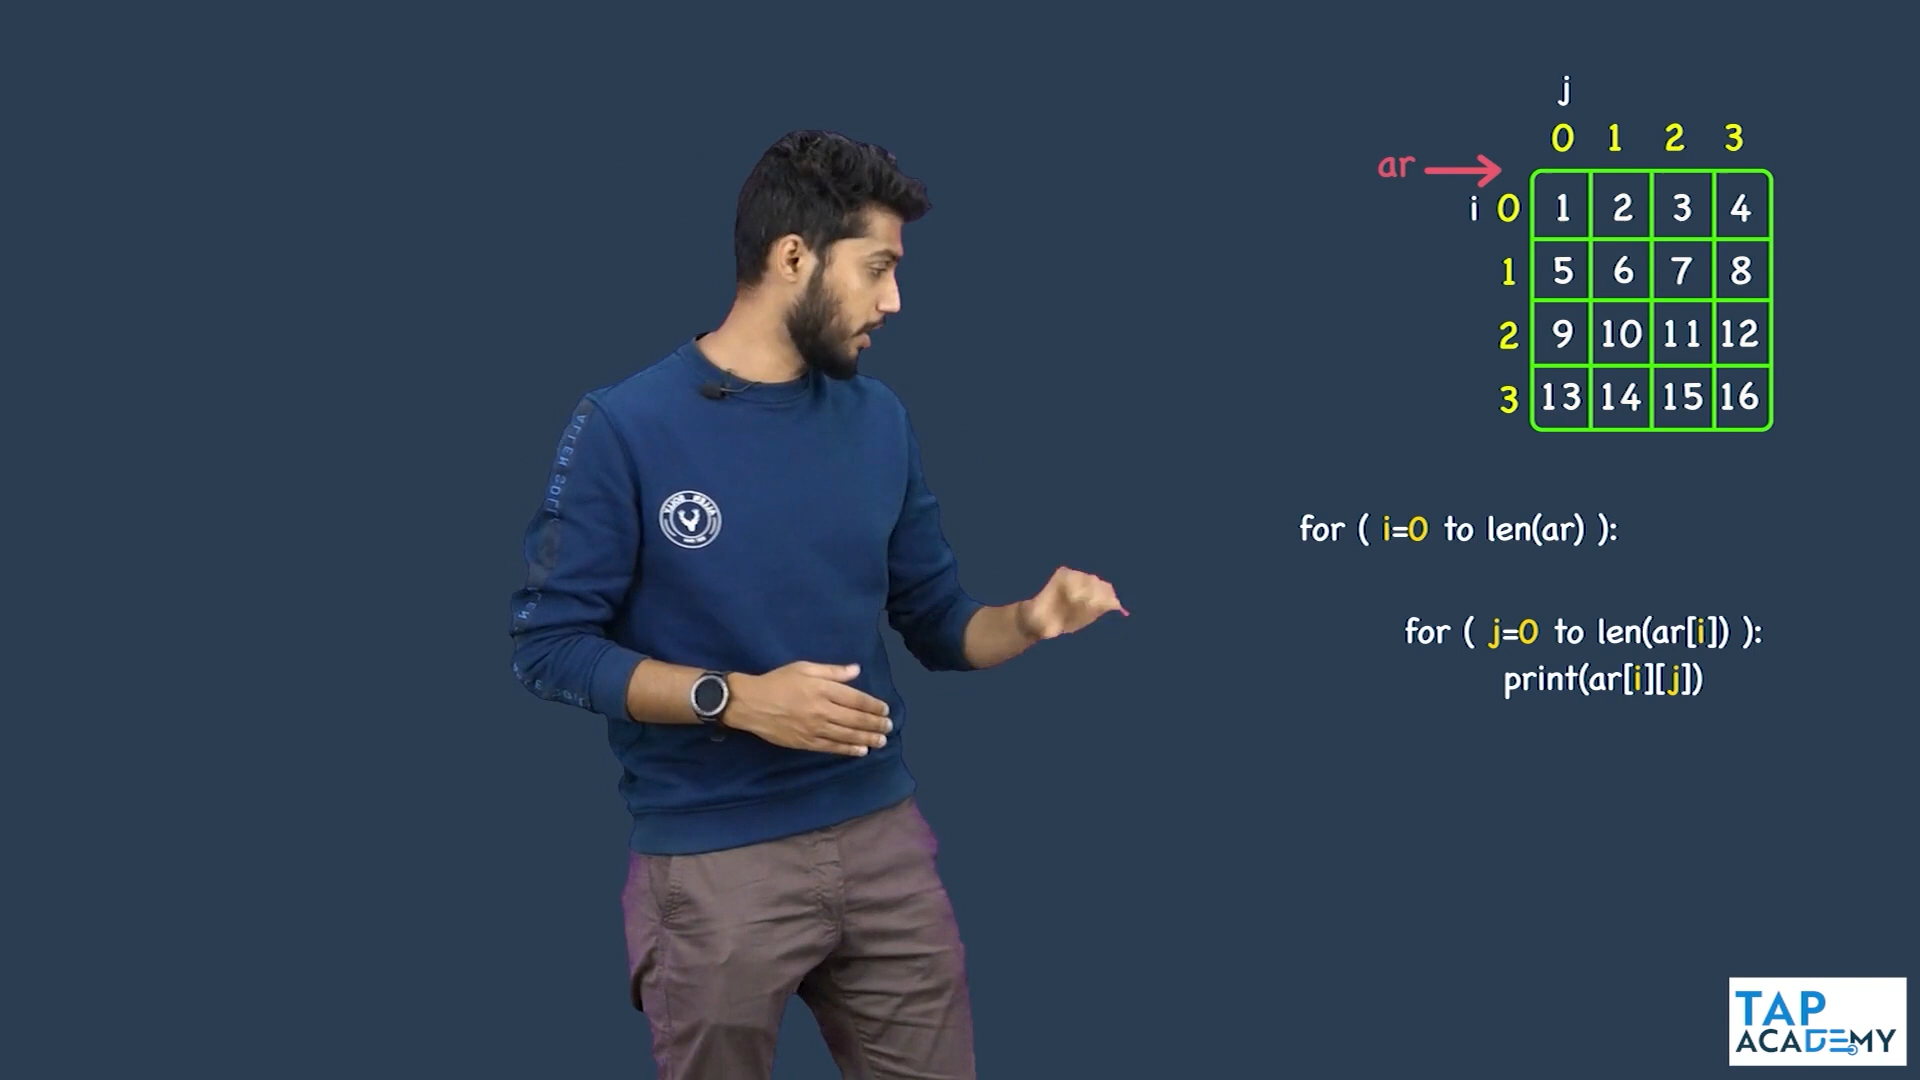 j
0 1 2 3
ar
i 0 1 2 3 4
1 5 6 7 8
2 9 10 11 12
3 13 14 15 16
for ( i=0 to len(ar) ):
for ( j=0 to len(ar[i]) ):
print(ar[i][j])
ALLEN SOLLY
TAP
ACADEMY